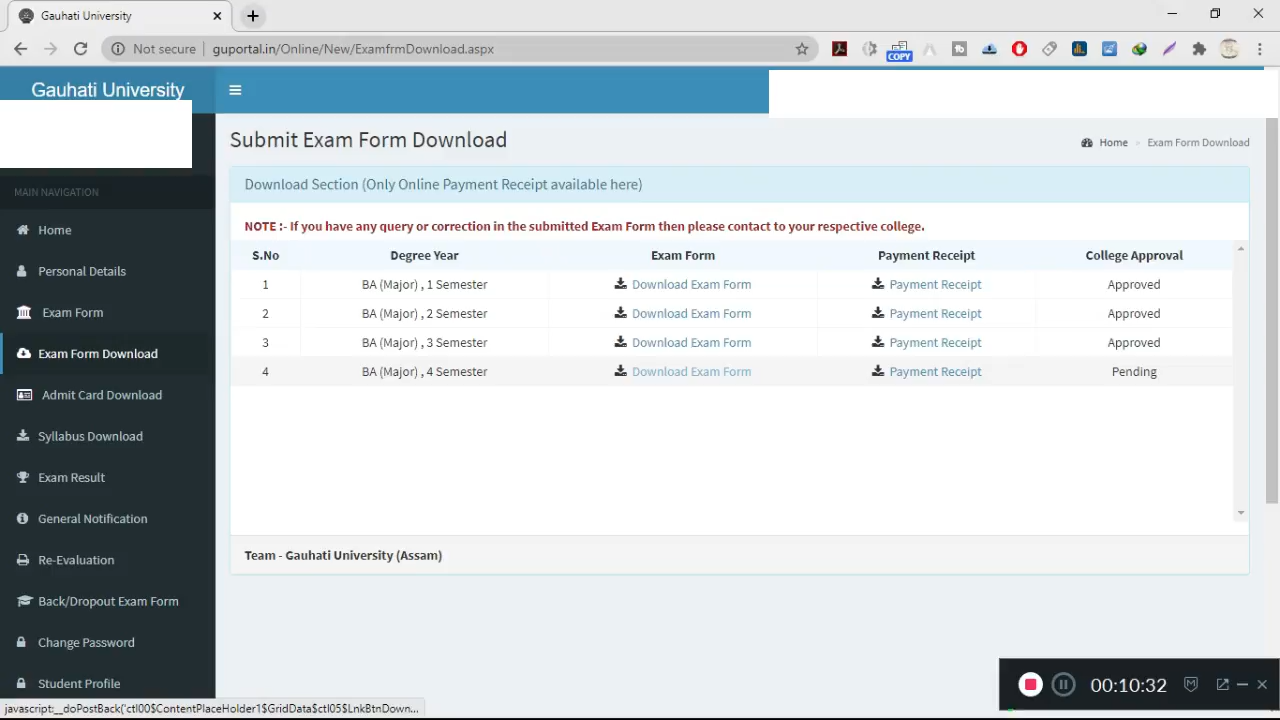 Gauhati University
Not secure guportal.in/Online/New/ExamfrmDownload.aspx
COPY
Gauhati University
Submit Exam Form Download
Home > Exam Form Download
MAIN NAVIGATION
Home
Personal Details
Exam Form
Exam Form Download
Admit Card Download
Syllabus Download
Exam Result
General Notification
Re-Evaluation
Back/Dropout Exam Form
Change Password
Student Profile
Download Section (Only Online Payment Receipt available here)
NOTE :- If you have any query or correction in the submitted Exam Form then please contact to your respective college.
S.No Degree Year Exam Form Payment Receipt College Approval
1 BA (Major) , 1 Semester Download Exam Form Payment Receipt Approved
2 BA (Major) , 2 Semester Download Exam Form Payment Receipt Approved
3 BA (Major) , 3 Semester Download Exam Form Payment Receipt Approved
4 BA (Major) , 4 Semester Download Exam Form Payment Receipt Pending
Team - Gauhati University (Assam)
00:10:32
javascript:__doPostBack('ctl00$ContentPlaceHolder1$GridData$ctl05$LnkBtnDown...